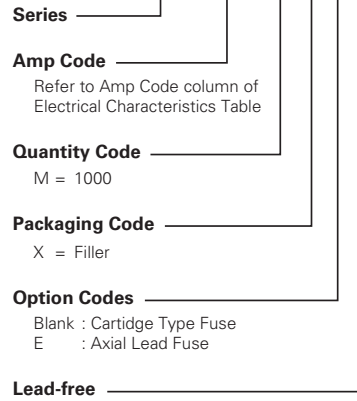 Series
Amp Code
Refer to Amp Code column of
Electrical Characteristics Table
Quantity Code
M = 1000
Packaging Code
X = Filler
Option Codes
Blank : Cartidge Type Fuse
E : Axial Lead Fuse
Lead-free